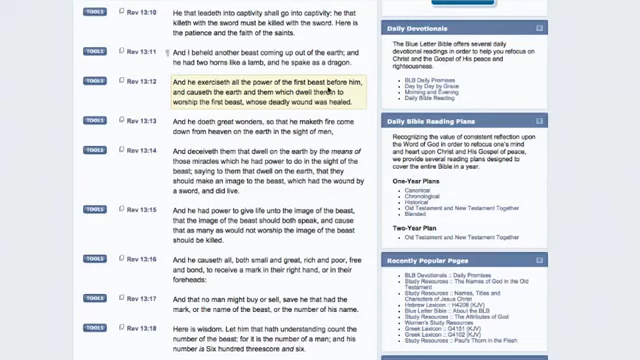 TOOLS Rev 13:10 He that leadeth into captivity shall go into captivity: he that
killeth with the sword must be killed with the sword. Here is
the patience and the faith of the saints.
TOOLS Rev 13:11 ¶ And I beheld another beast coming up out of the earth; and
he had two horns like a lamb, and he spake as a dragon.
TOOLS Rev 13:12 And he exerciseth all the power of the first beast before him,
and causeth the earth and them which dwell therein to
worship the first beast, whose deadly wound was healed.
TOOLS Rev 13:13 And he doeth great wonders, so that he maketh fire come
down from heaven on the earth in the sight of men,
TOOLS Rev 13:14 And deceiveth them that dwell on the earth by the means of
those miracles which he had power to do in the sight of the
beast; saying to them that dwell on the earth, that they
should make an image to the beast, which had the wound by
a sword, and did live.
TOOLS Rev 13:15 And he had power to give life unto the image of the beast,
that the image of the beast should both speak, and cause
that as many as would not worship the image of the beast
should be killed.
TOOLS Rev 13:16 And he causeth all, both small and great, rich and poor, free
and bond, to receive a mark in their right hand, or in their
foreheads:
TOOLS Rev 13:17 And that no man might buy or sell, save he that had the
mark, or the name of the beast, or the number of his name.
TOOLS Rev 13:18 Here is wisdom. Let him that hath understanding count the
number of the beast: for it is the number of a man; and his
number is Six hundred threescore and six.
Daily Devotionals
The Blue Letter Bible offers several daily
devotional readings in order to help you refocus on
Christ and the Gospel of His peace and
righteousness.
BLB Daily Promises
Day by Day by Grace
Morning and Evening
Daily Bible Reading
Daily Bible Reading Plans
Recognizing the value of consistent reflection upon
the Word of God in order to refocus one's mind
and heart upon Christ and His Gospel of peace,
we provide several reading plans designed to
cover the entire Bible in a year.
One-Year Plans
Canonical
Chronological
Historical
Old Testament and New Testament Together
Blended
Two-Year Plan
Old Testament and New Testament Together
Recently Popular Pages
BLB Devotionals :: Daily Promises
Study Resources :: The Names of God in the Old
Testament
Study Resources :: Names, Titles and
Characters of Jesus Christ
Hebrew Lexicon :: H4208 (KJV)
Blue Letter Bible :: About the BLB
Study Resources :: The Attributes of God
Women's Study Resources
Greek Lexicon :: G4151 (KJV)
Greek Lexicon :: G4102 (KJV)
Study Resources :: Paul's Thorn in the Flesh